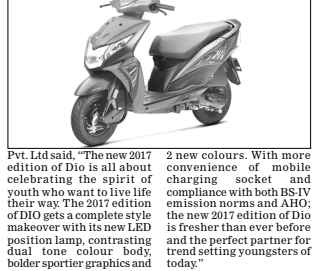 Pvt. Ltd said, “The new 2017
edition of Dio is all about
celebrating the spirit of
youth who want to live life
their way. The 2017 edition
of DIO gets a complete style
makeover with its new LED
position lamp, contrasting
dual tone colour body,
bolder sportier graphics and
2 new colours. With more
convenience of mobile
charging socket and
compliance with both BS-IV
emission norms and AHO;
the new 2017 edition of Dio
is fresher than ever before
and the perfect partner for
trend setting youngsters of
today.”